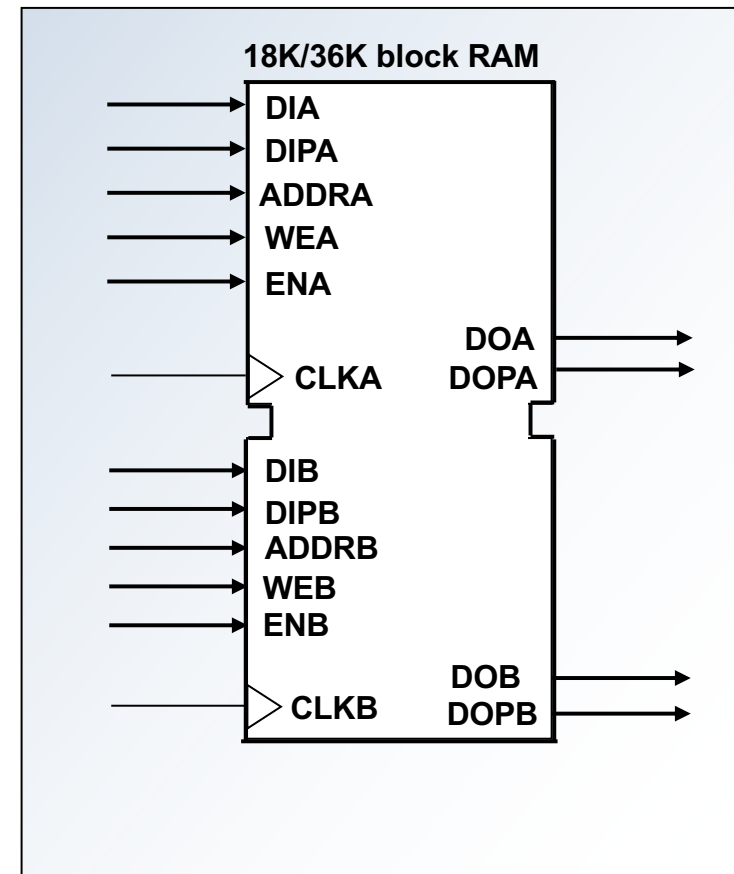 18K/36K block RAM
DIA
DIPA
ADDRA
WEA
ENA
DOA
CLKA DOPA
DIB
DIPB
ADDRB
WEB
ENB
DOB
CLKB DOPB